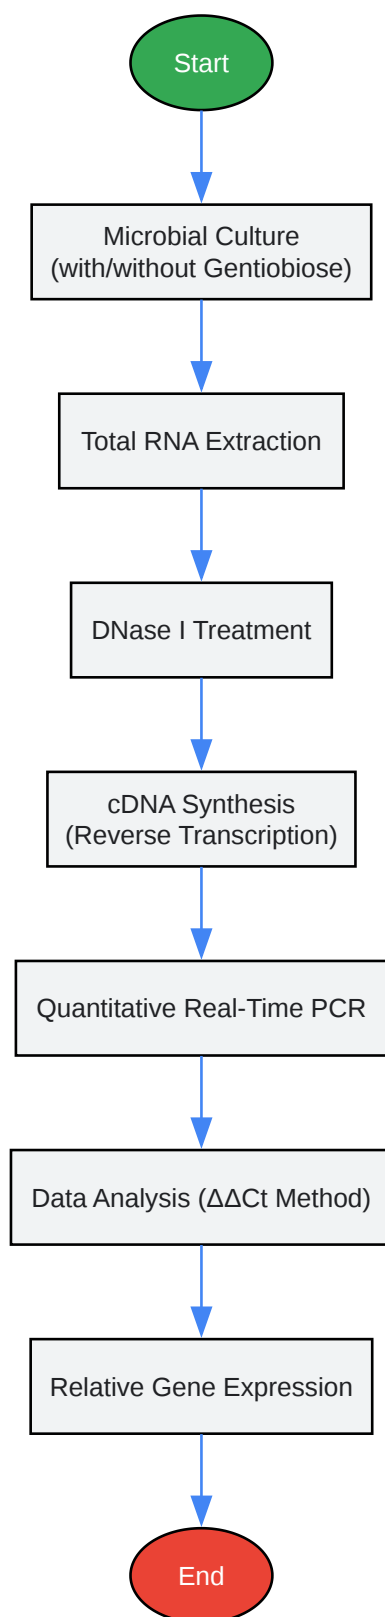 Start
Microbial Culture
(with/without Gentiobiose)
Total RNA Extraction
DNase I Treatment
cDNA Synthesis
(Reverse Transcription)
Quantitative Real-Time PCR
Data Analysis (ΔΔCt Method)
Relative Gene Expression
End